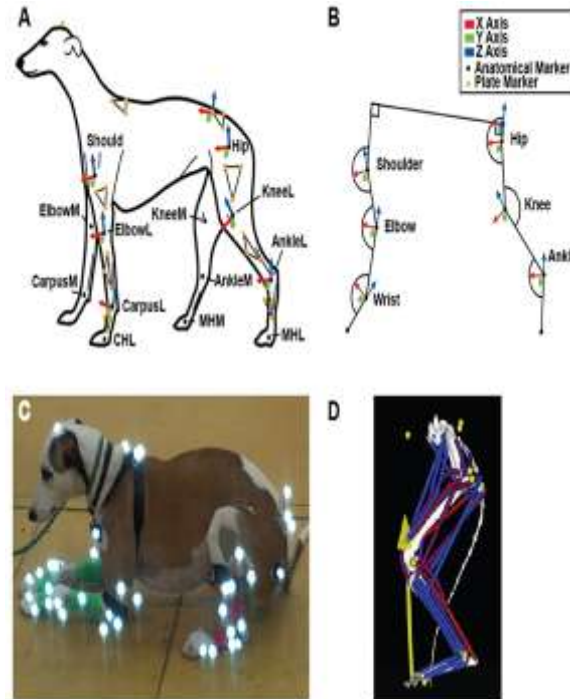 A
Should
Hip
ElbowM
ElbowL
KneeM
KneeL
AnkleL
CarpusM
CarpusL
AnkleM
CHL
MHM
MHL
B
X Axis
Y Axis
Z Axis
Anatomical Marker
Plate Marker
Hip
Shoulder
Knee
Elbow
Ankl
Wrist
C
D